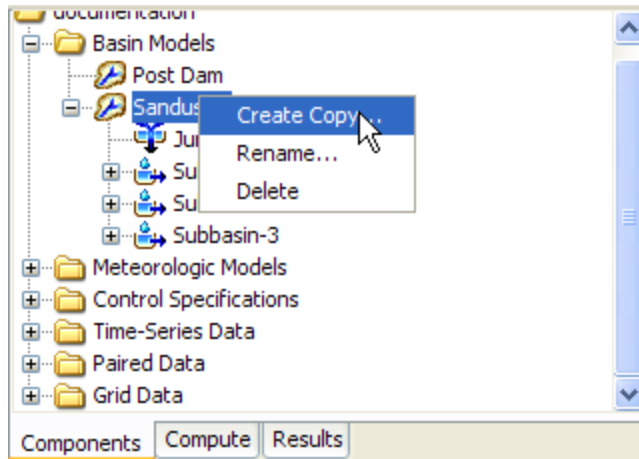 documentation
Basin Models
Post Dam
Create Copy...
Rename...
Delete
Subbasin-3
Meteorologic Models
Control Specifications
Time-Series Data
Paired Data
Grid Data
Components Compute Results